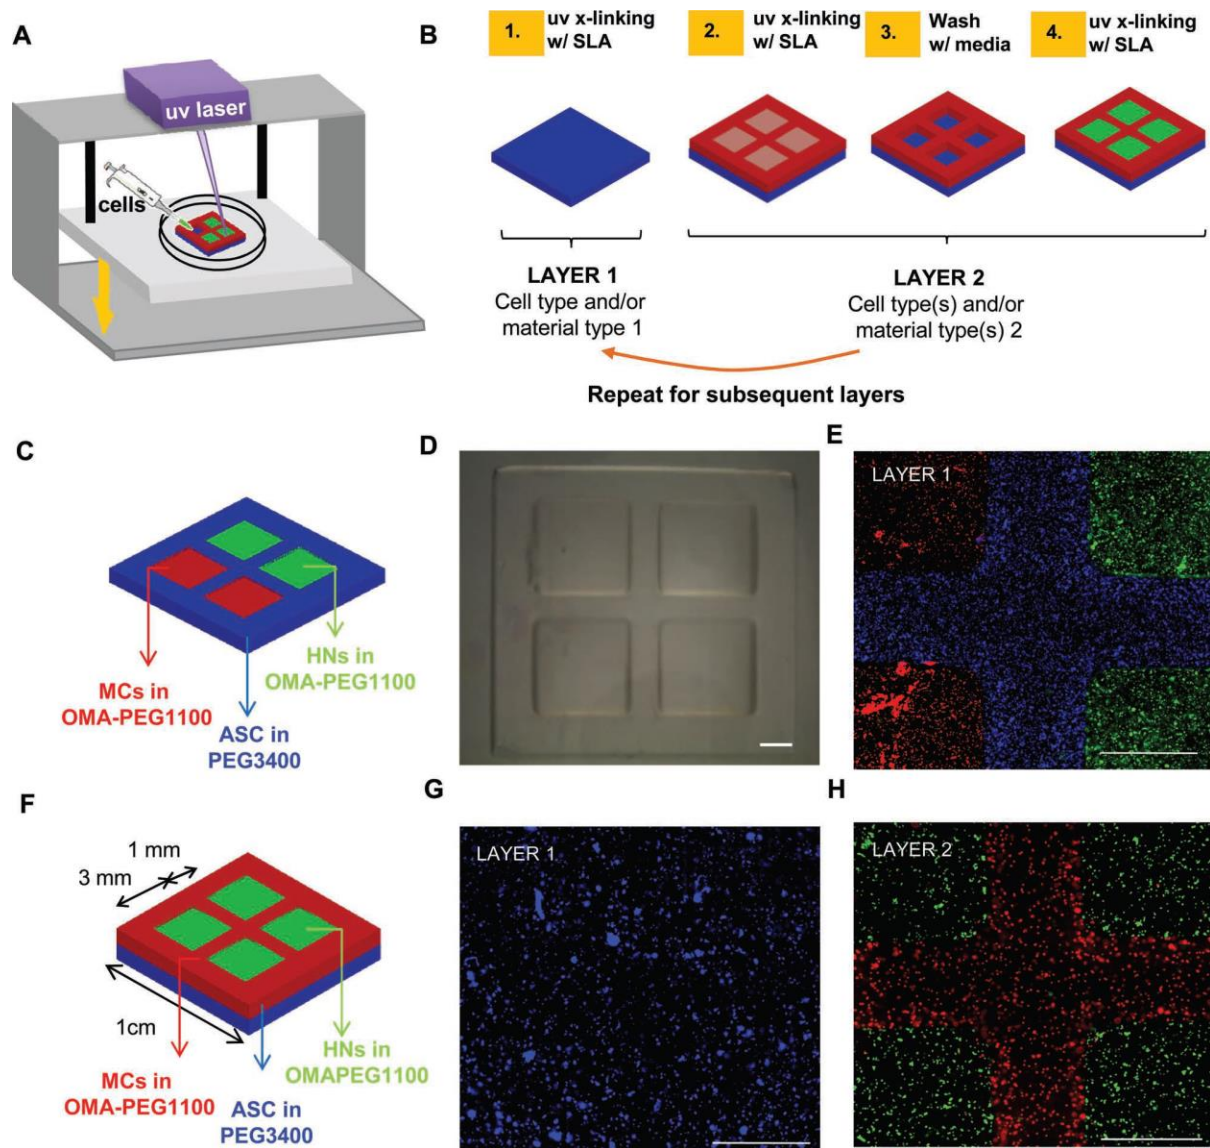 A
uv laser
cells
B
1.
uv x-linking
w/ SLA
2.
uv x-linking
w/ SLA
3.
Wash
w/ media
4.
uv x-linking
w/ SLA
LAYER 1
Cell type and/or
material type 1
LAYER 2
Cell type(s) and/or
material type(s) 2
Repeat for subsequent layers
C
MCs in
OMA-PEG1100
ASC in
PEG3400
HNs in
OMA-PEG1100
D
E
LAYER 1
F
1 mm
3 mm
1cm
MCs in
OMA-PEG1100
ASC in
PEG3400
HNs in
OMAPEG1100
G
LAYER 1
H
LAYER 2